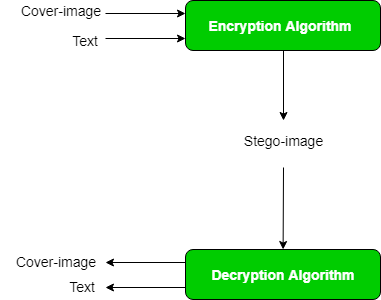 Cover-image
Encryption Algorithm
Text
Stego-image
Cover-image
Decryption Algorithm
Text